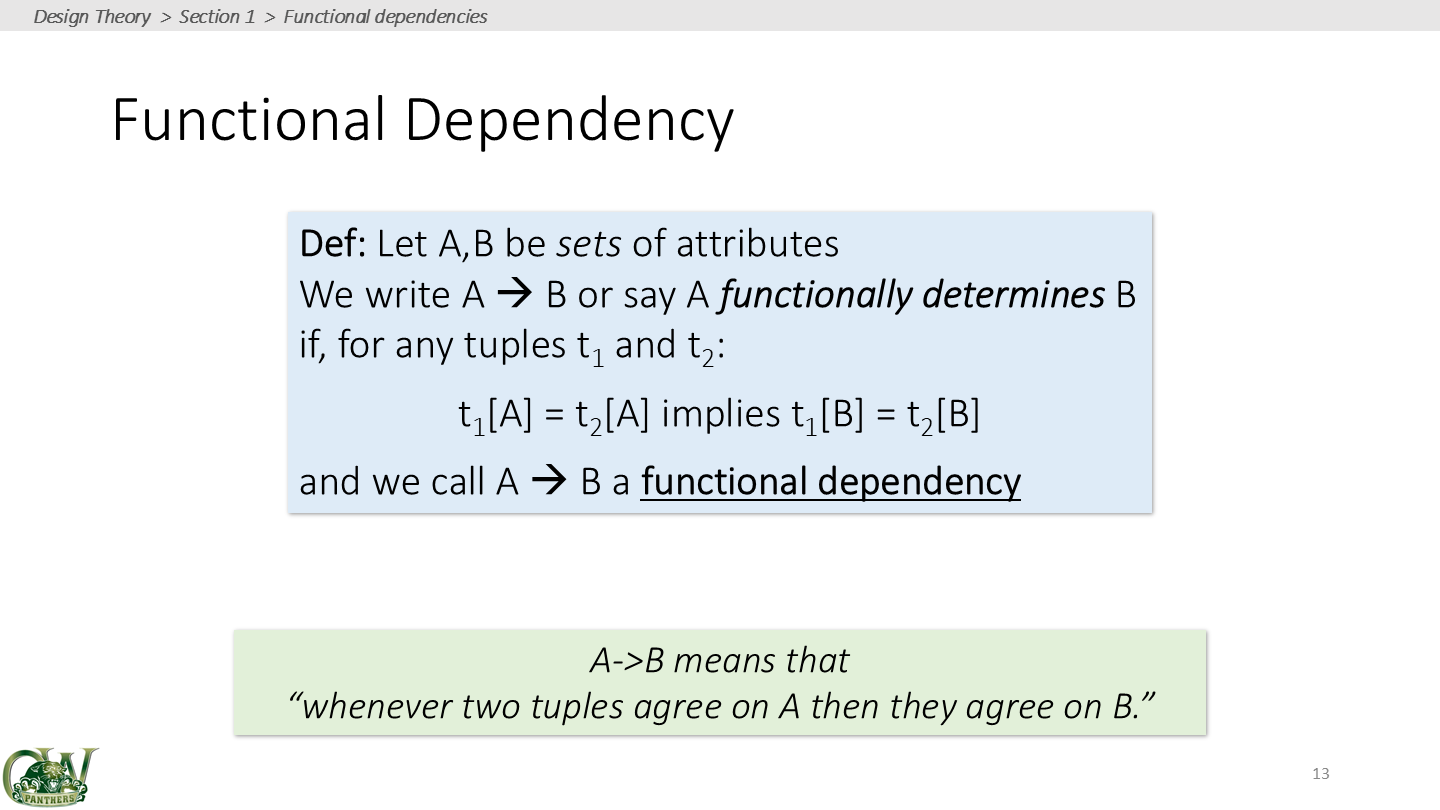 Design Theory > Section 1 > Functional dependencies
Functional Dependency
Def: Let A,B be sets of attributes
We write A → B or say A functionally determines B
if, for any tuples t₁ and t₂:
t₁[A] = t₂[A] implies t₁[B] = t₂[B]
and we call A → B a functional dependency
A->B means that
“whenever two tuples agree on A then they agree on B.”
OW
PANTHERS
13